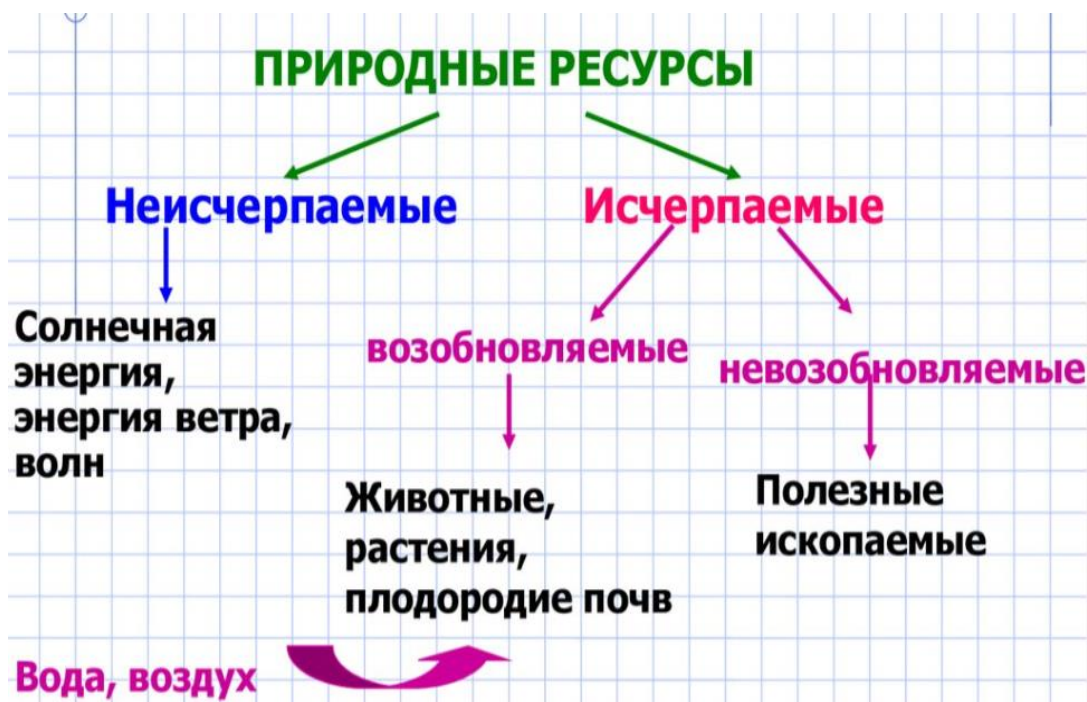 ПРИРОДНЫЕ РЕСУРСЫ
Неисчерпаемые
Исчерпаемые
Солнечная
энергия,
энергия ветра,
волн
возобновляемые
невозобновляемые
Животные,
растения,
плодородие почв
Полезные
ископаемые
Вода, воздух